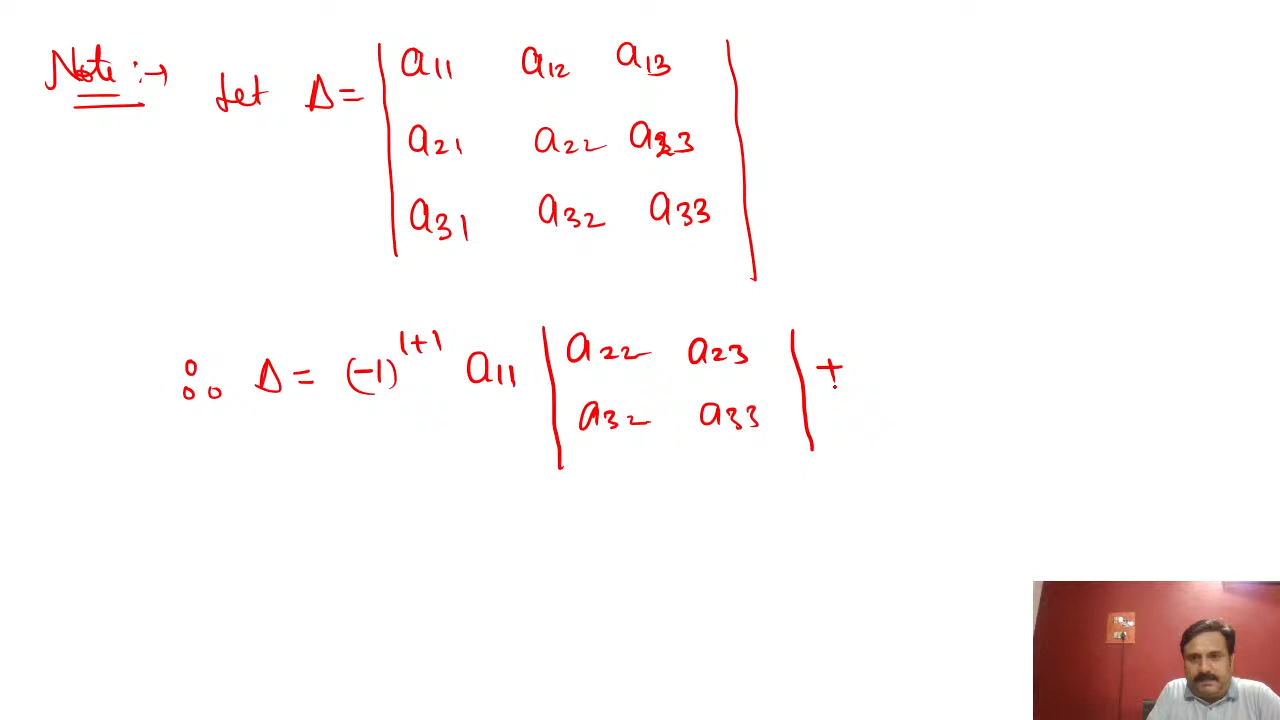 Note :→ Let Δ = | a11 a12 a13 |
| a21 a22 a23 |
| a31 a32 a33 |
∴ Δ = (-1)^1+1 a11 | a22 a23 | +
| a32 a33 |